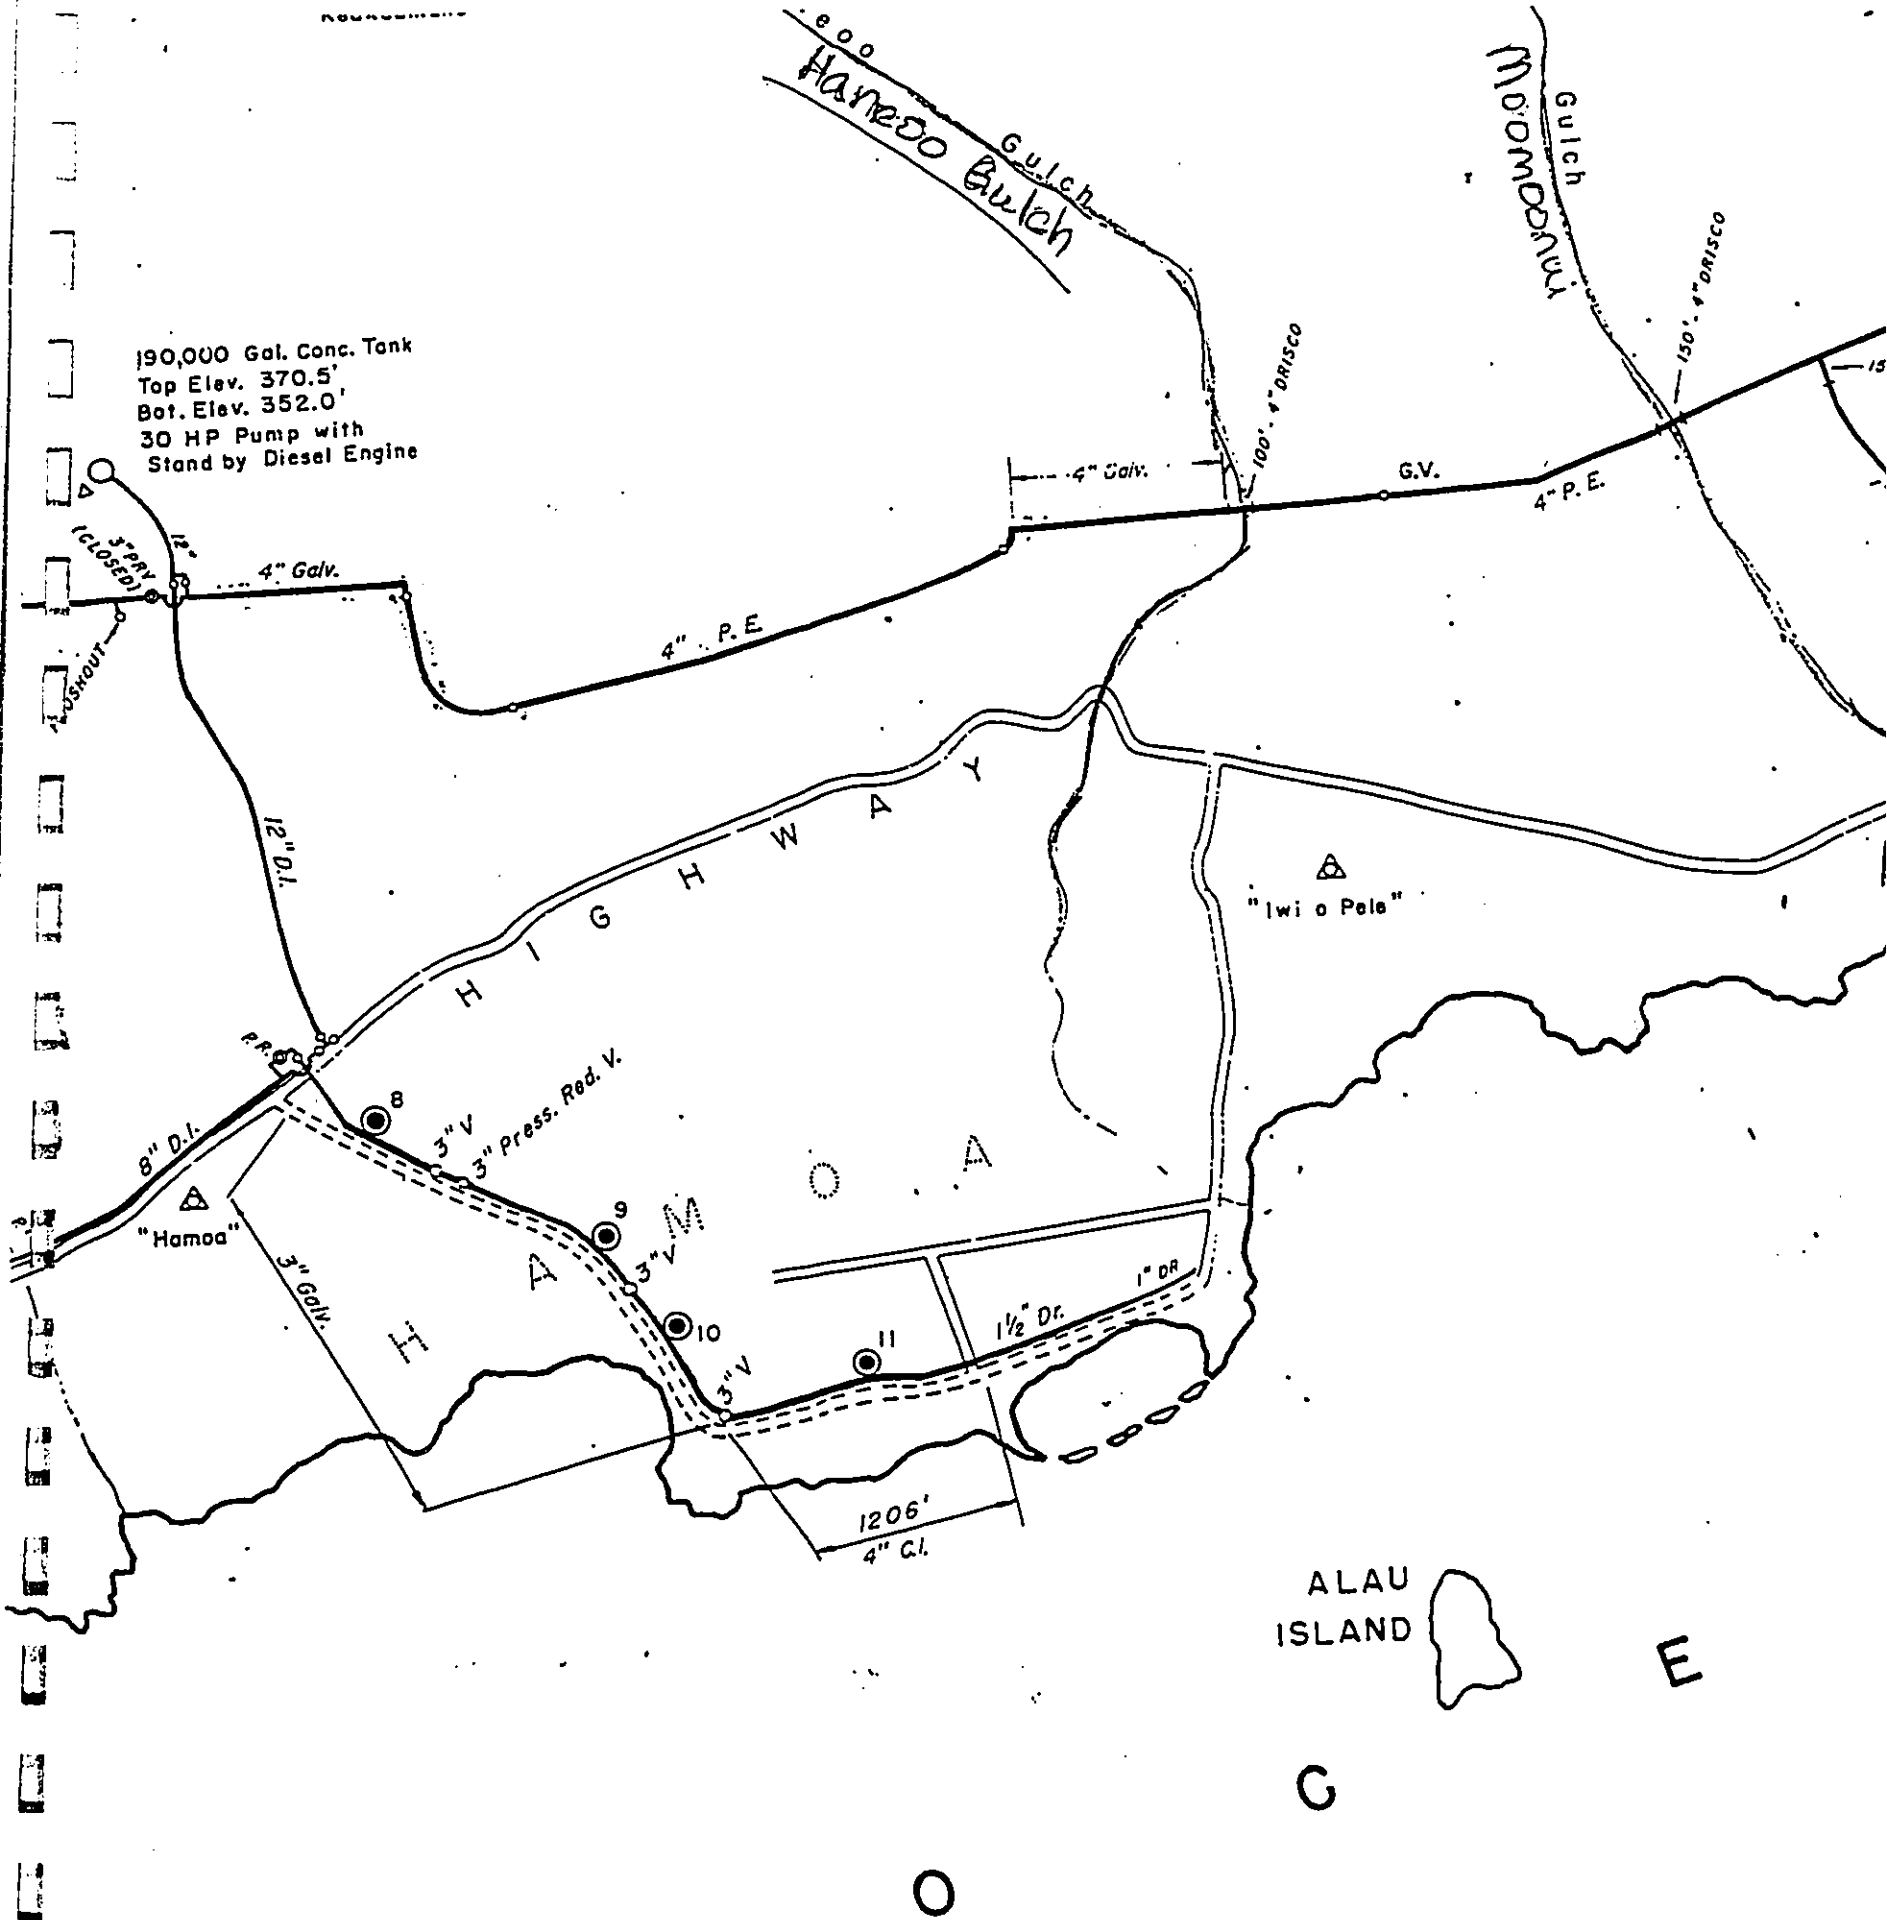 Haneoo Gulch
Gulch
Moomoonui
Gulch
150'-4" DRISCO
100'-4" DRISCO
190,000 Gal. Conc. Tank
Top Elev. 370.5'
Bot. Elev. 352.0'
30 HP Pump with
Stand by Diesel Engine
15
4" Galv.
G.V.
4" P.E.
3" PRV
(CLOSED)
12"
4" Galv.
4" P.E.
12" D.I.
HIGHWAY
"Iwi o Pele"
P.R.
8
3" V
3" Press. Red. V.
8" D.I.
"Hamoa"
9
3" V
HAMOA
3" Galv.
10
11
1" DR
1½" Dr.
3" V
1206'
4" C.I.
ALAU
ISLAND
O C E